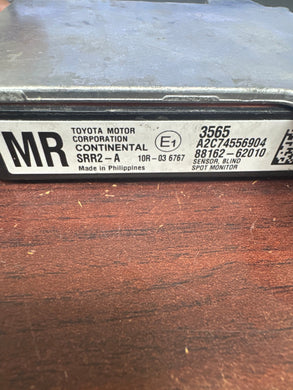 MR
TOYOTA MOTOR
CORPORATION
CONTINENTAL
SRR2-A 10R-03 6767
Made in Philippines
E1
3565
A2C74556904
88162-62010
SENSOR, BLIND
SPOT MONITOR